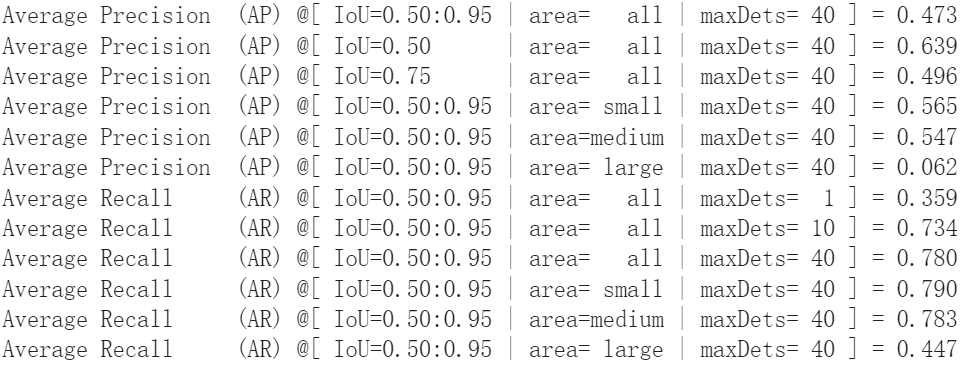 Average Precision  (AP) @[ IoU=0.50:0.95 | area=   all | maxDets= 40 ] = 0.473
Average Precision  (AP) @[ IoU=0.50      | area=   all | maxDets= 40 ] = 0.639
Average Precision  (AP) @[ IoU=0.75      | area=   all | maxDets= 40 ] = 0.496
Average Precision  (AP) @[ IoU=0.50:0.95 | area= small | maxDets= 40 ] = 0.565
Average Precision  (AP) @[ IoU=0.50:0.95 | area=medium | maxDets= 40 ] = 0.547
Average Precision  (AP) @[ IoU=0.50:0.95 | area= large | maxDets= 40 ] = 0.062
Average Recall     (AR) @[ IoU=0.50:0.95 | area=   all | maxDets=  1 ] = 0.359
Average Recall     (AR) @[ IoU=0.50:0.95 | area=   all | maxDets= 10 ] = 0.734
Average Recall     (AR) @[ IoU=0.50:0.95 | area=   all | maxDets= 40 ] = 0.780
Average Recall     (AR) @[ IoU=0.50:0.95 | area= small | maxDets= 40 ] = 0.790
Average Recall     (AR) @[ IoU=0.50:0.95 | area=medium | maxDets= 40 ] = 0.783
Average Recall     (AR) @[ IoU=0.50:0.95 | area= large | maxDets= 40 ] = 0.447